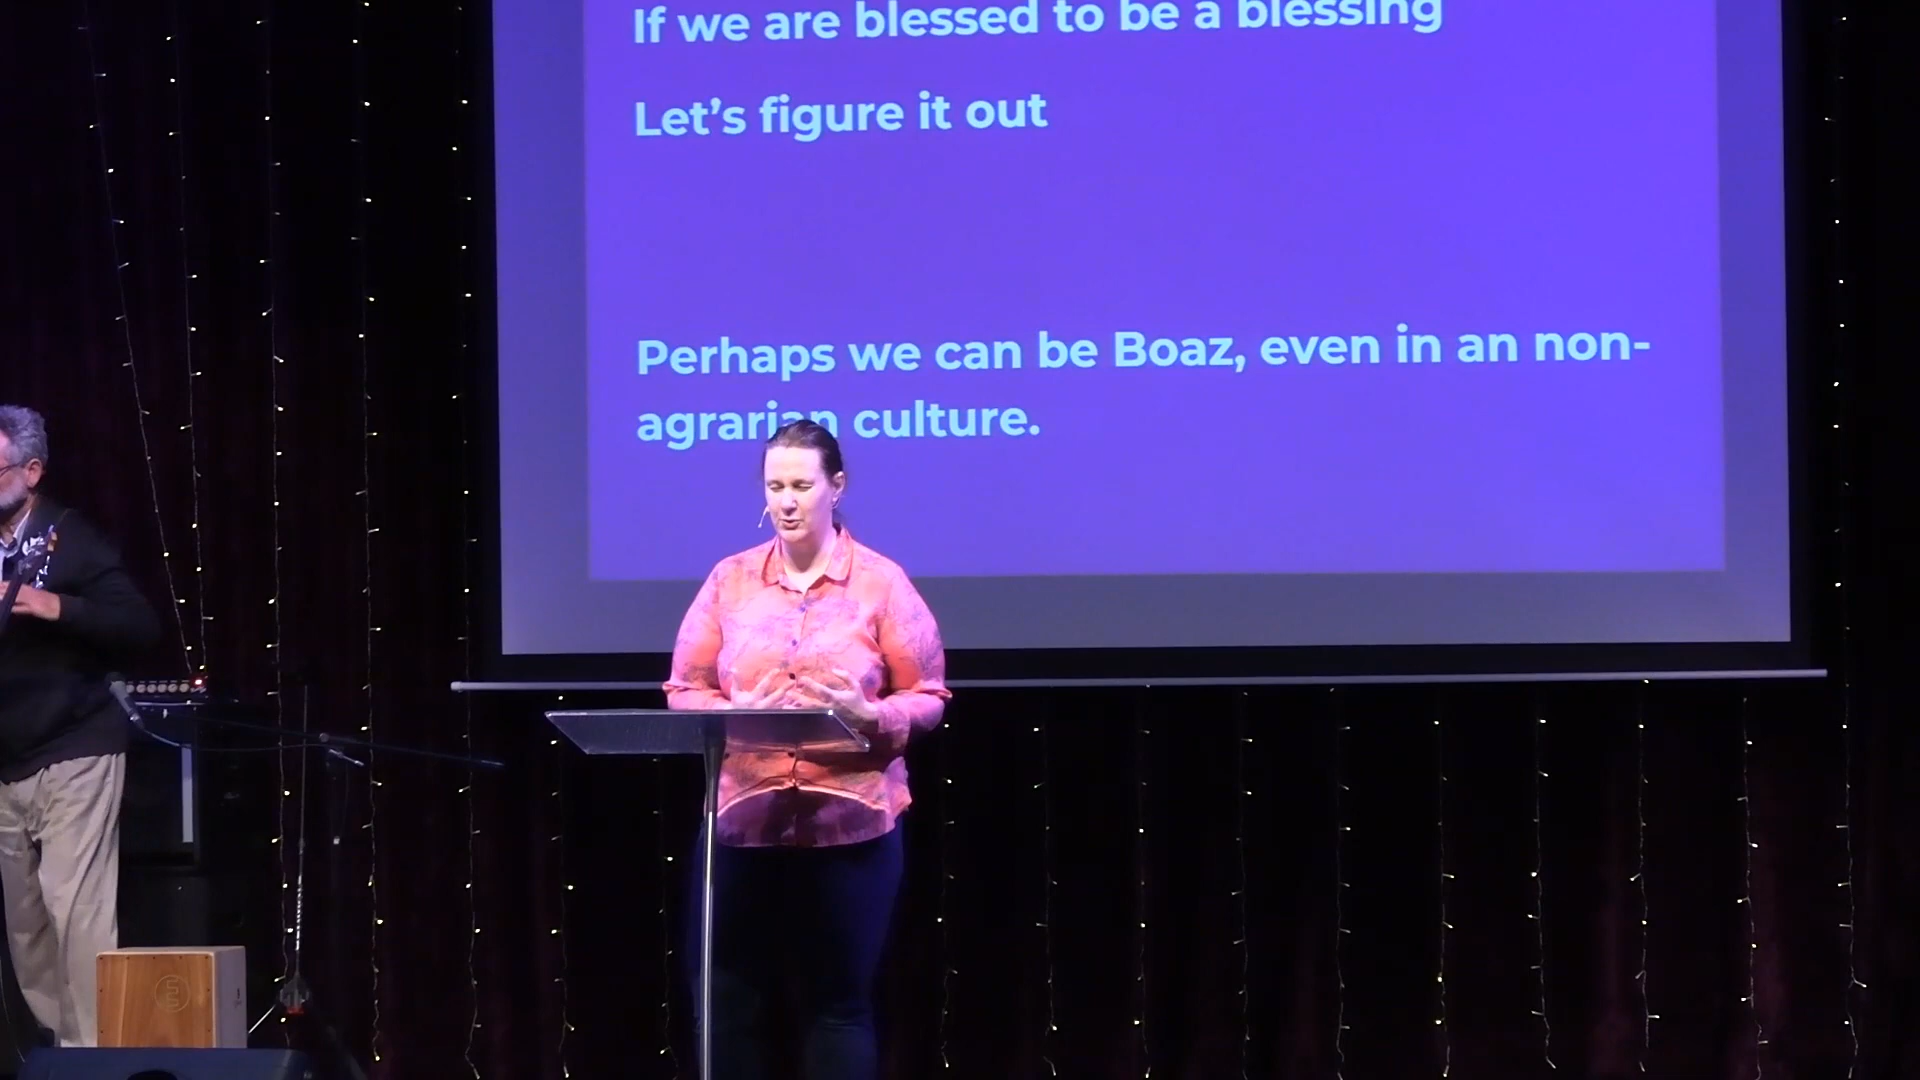 If we are blessed to be a blessing
Let's figure it out
Perhaps we can be Boaz, even in an non-
agrarian culture.